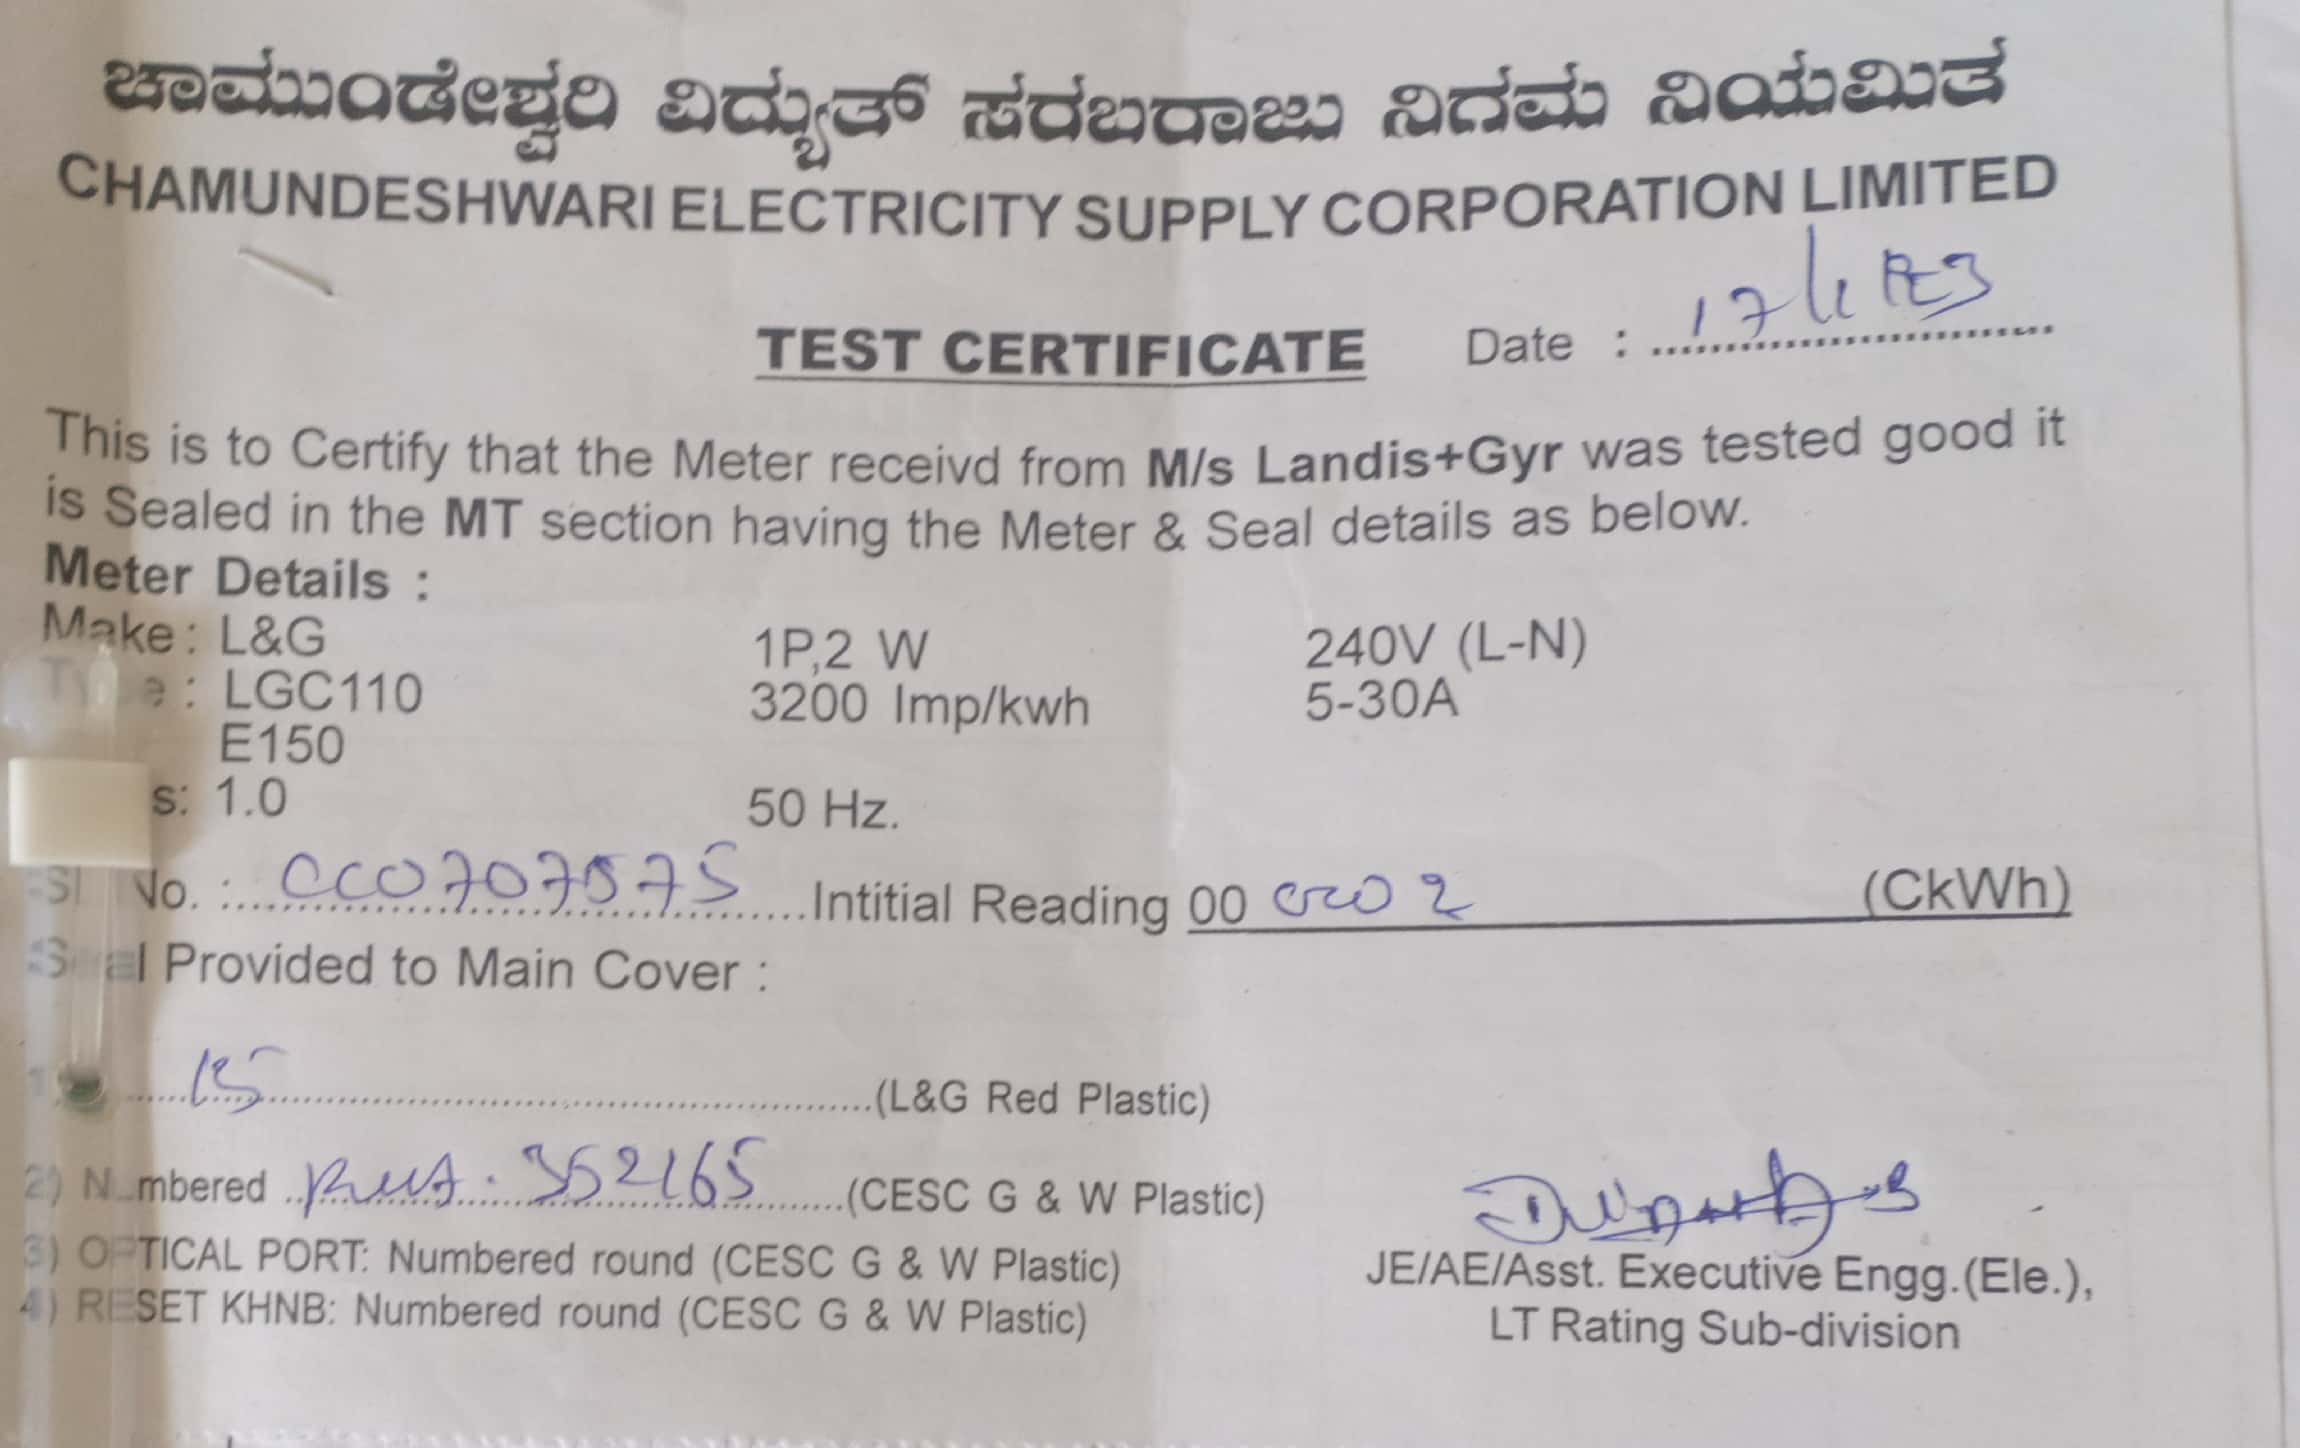 ಚಾಮುಂಡೇಶ್ವರಿ ವಿದ್ಯುತ್ ಸರಬರಾಜು ನಿಗಮ ನಿಯಮಿತ
CHAMUNDESHWARI ELECTRICITY SUPPLY CORPORATION LIMITED
TEST CERTIFICATE Date :
This is to Certify that the Meter receivd from M/s Landis+Gyr was tested good it
is Sealed in the MT section having the Meter & Seal details as below.
Meter Details :
Make : L&G 1P,2 W 240V (L-N)
Type : LGC110 3200 Imp/kwh 5-30A
E150
s: 1.0 50 Hz.
No. : Intitial Reading 00 (CkWh)
Seal Provided to Main Cover :
15 (L&G Red Plastic)
2) Numbered 352165 (CESC G & W Plastic)
3) OPTICAL PORT: Numbered round (CESC G & W Plastic) JE/AE/Asst. Executive Engg.(Ele.),
4) RESET KHNB: Numbered round (CESC G & W Plastic) LT Rating Sub-division